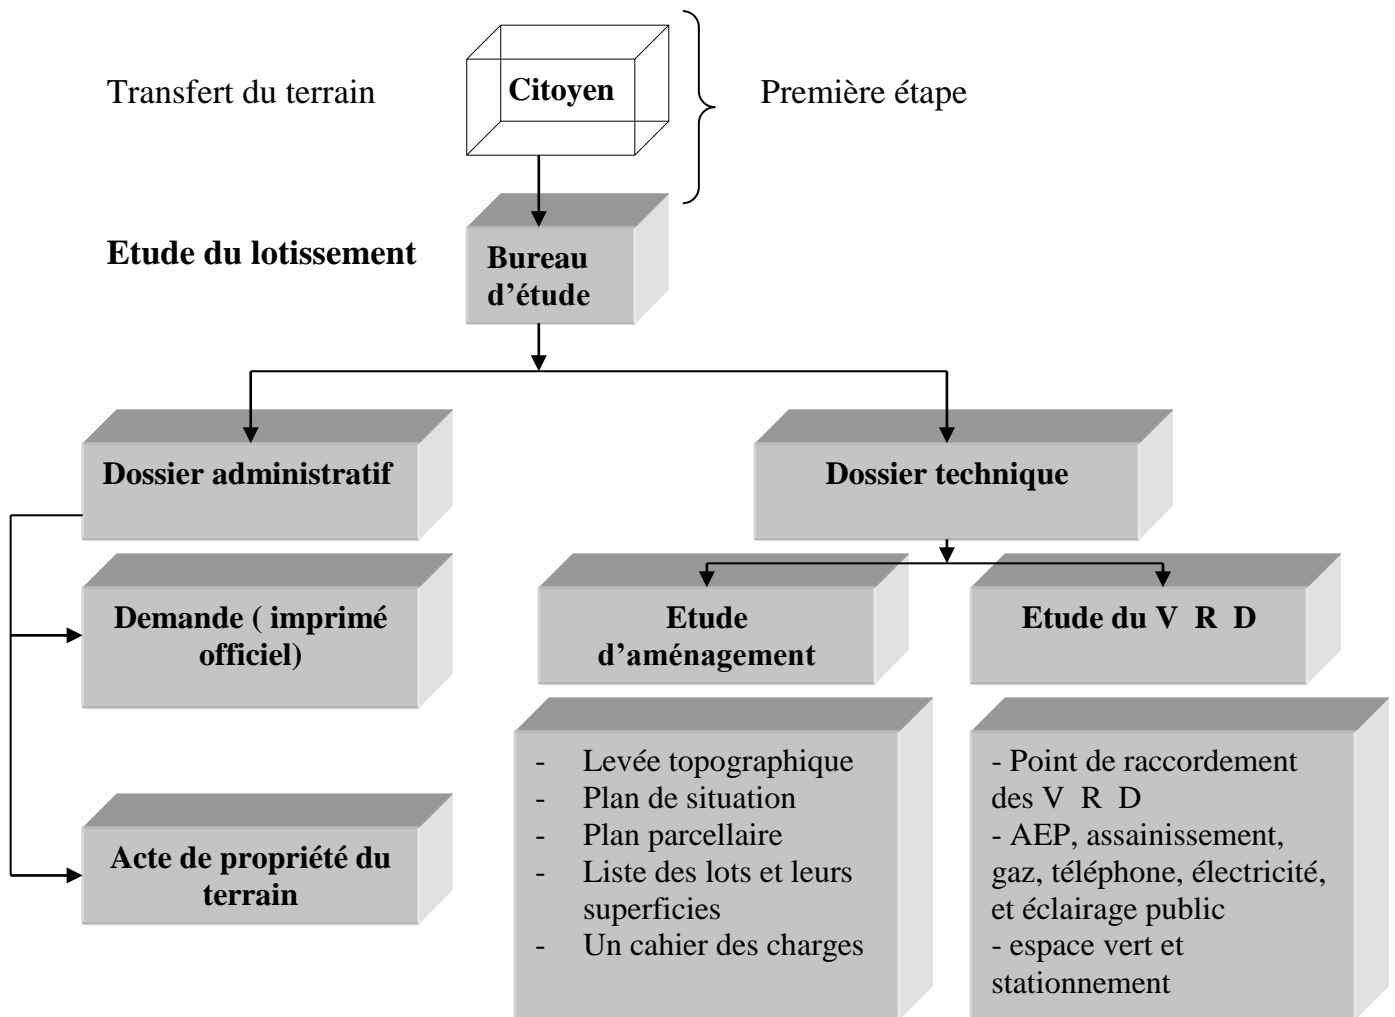 Transfert du terrain
Citoyen
Première étape
Etude du lotissement
Bureau
d’étude
Dossier administratif
Dossier technique
Demande ( imprimé
officiel)
Etude
d’aménagement
Etude du V R D
Acte de propriété du
terrain
- Levée topographique
- Plan de situation
- Plan parcellaire
- Liste des lots et leurs
superficies
- Un cahier des charges
- Point de raccordement
des V R D
- AEP, assainissement,
gaz, téléphone, électricité,
et éclairage public
- espace vert et
stationnement